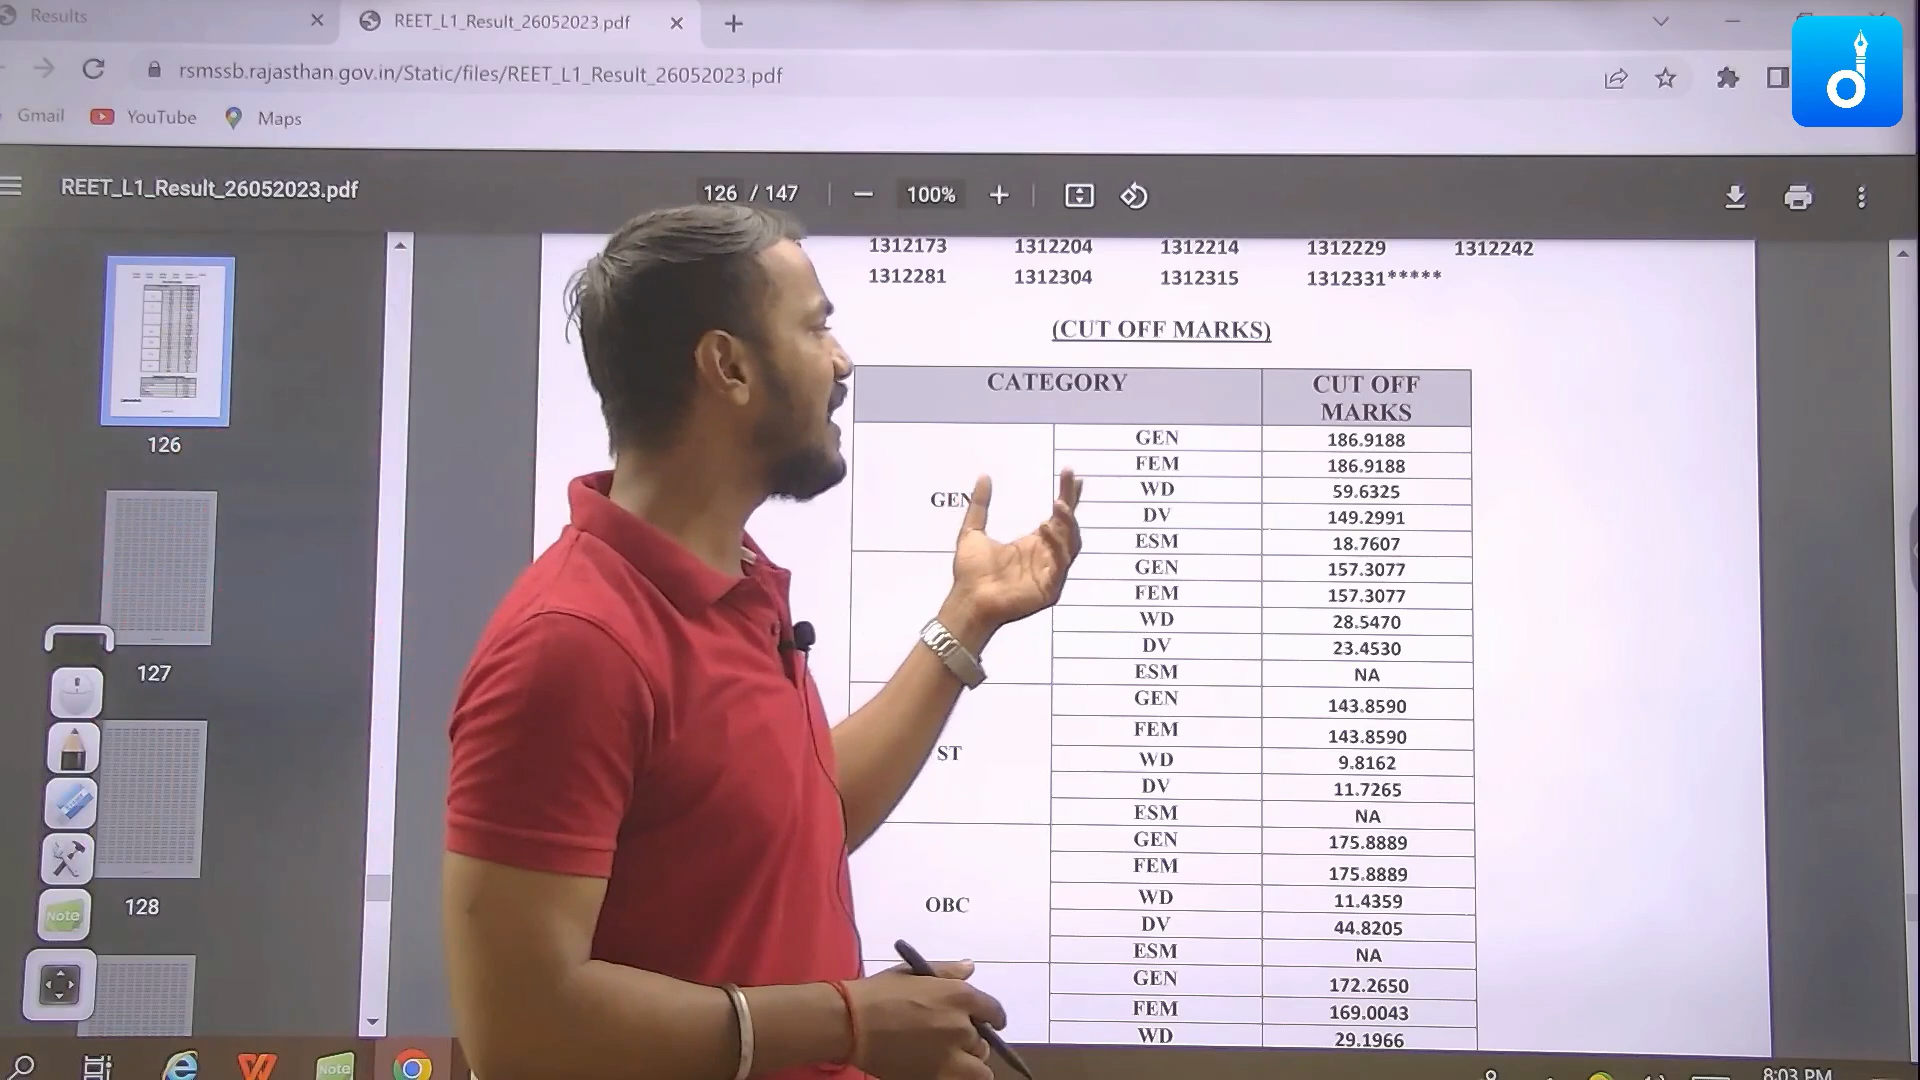 Results
REET_L1_Result_26052023.pdf
rsmssb.rajasthan.gov.in/Static/files/REET_L1_Result_26052023.pdf
Gmail YouTube Maps
REET_L1_Result_26052023.pdf 126 / 147 100%
1312173 1312204 1312214 1312229 1312242
1312281 1312304 1312315 1312331*****
(CUT OFF MARKS)
CATEGORY CUT OFF
MARKS
GEN
GEN 186.9188
FEM 186.9188
WD 59.6325
DV 149.2991
ESM 18.7607
GEN 157.3077
FEM 157.3077
WD 28.5470
DV 23.4530
ESM NA
ST
GEN 143.8590
FEM 143.8590
WD 9.8162
DV 11.7265
ESM NA
OBC
GEN 175.8889
FEM 175.8889
WD 11.4359
DV 44.8205
ESM NA
GEN 172.2650
FEM 169.0043
WD 29.1966
126
127
128
Note
Note
8:03 PM